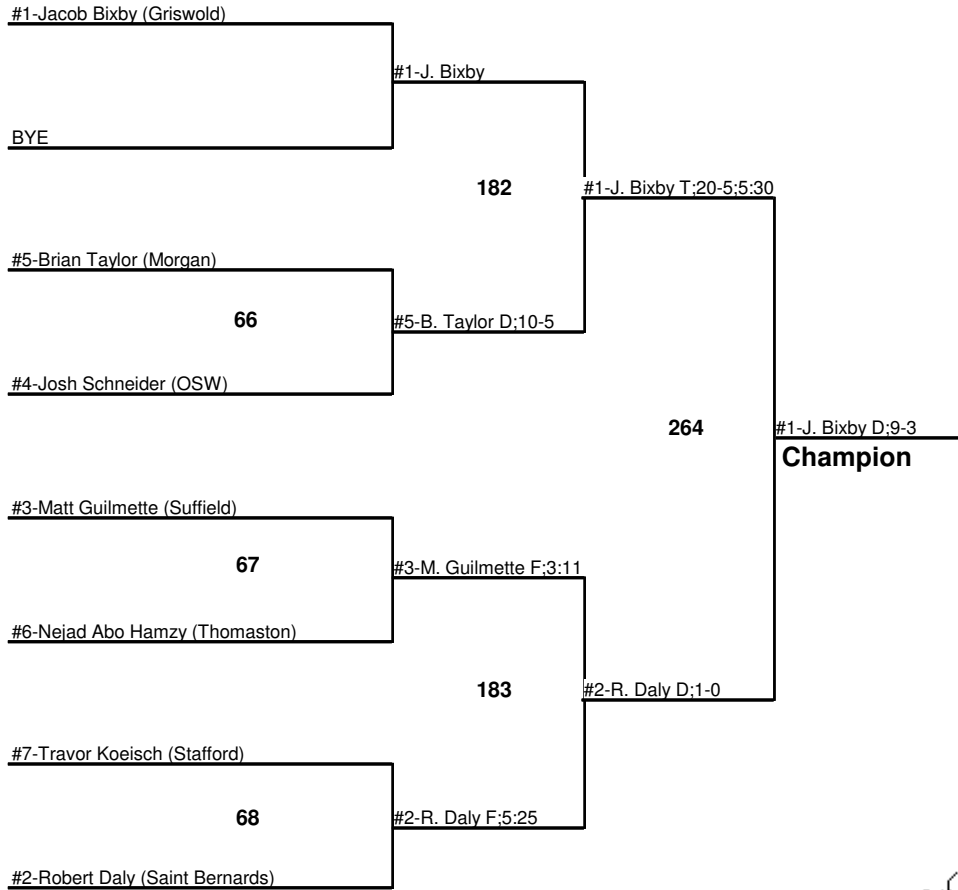 #1-Jacob Bixby (Griswold)
#1-J. Bixby
BYE
182
#1-J. Bixby T;20-5;5:30
#5-Brian Taylor (Morgan)
66
#5-B. Taylor D;10-5
#4-Josh Schneider (OSW)
264
#1-J. Bixby D;9-3
Champion
#3-Matt Guilmette (Suffield)
67
#3-M. Guilmette F;3:11
#6-Nejad Abo Hamzy (Thomaston)
183
#2-R. Daly D;1-0
#7-Travor Koeisch (Stafford)
68
#2-R. Daly F;5:25
#2-Robert Daly (Saint Bernards)